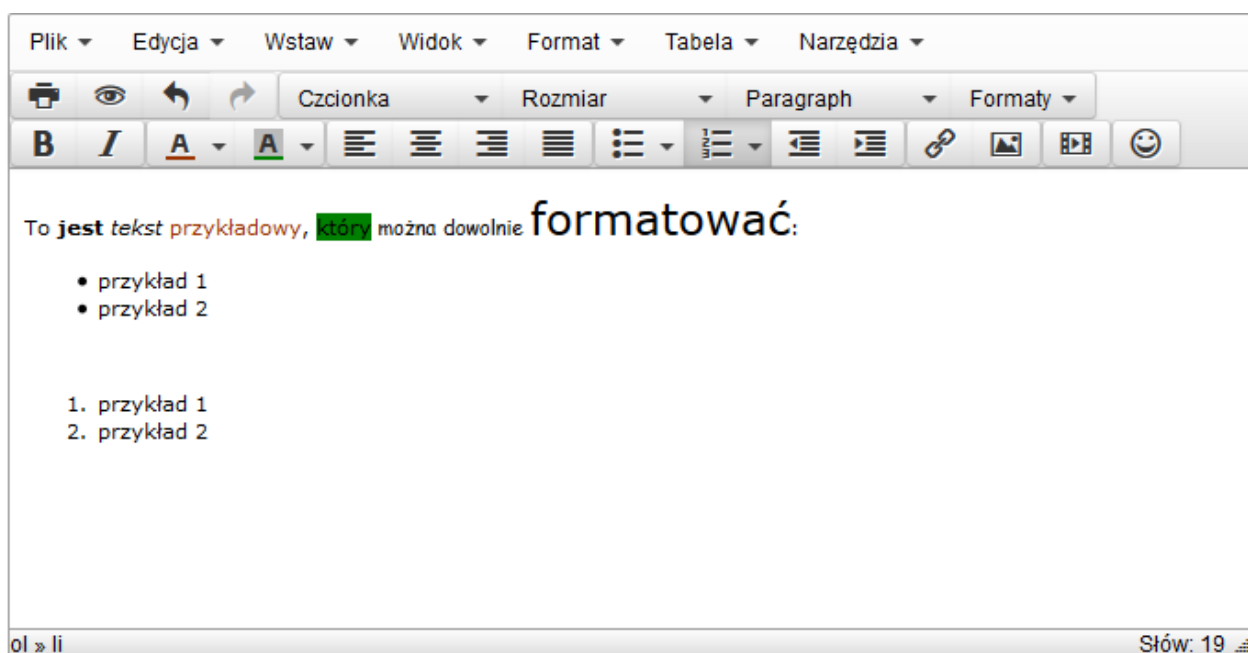 Plik Edycja Wstaw Widok Format Tabela Narzędzia
Czcionka Rozmiar Paragraph Formaty
B I A A
To jest tekst przykładowy, który można dowolnie formatować:
• przykład 1
• przykład 2
1. przykład 1
2. przykład 2
ol » li Słów: 19